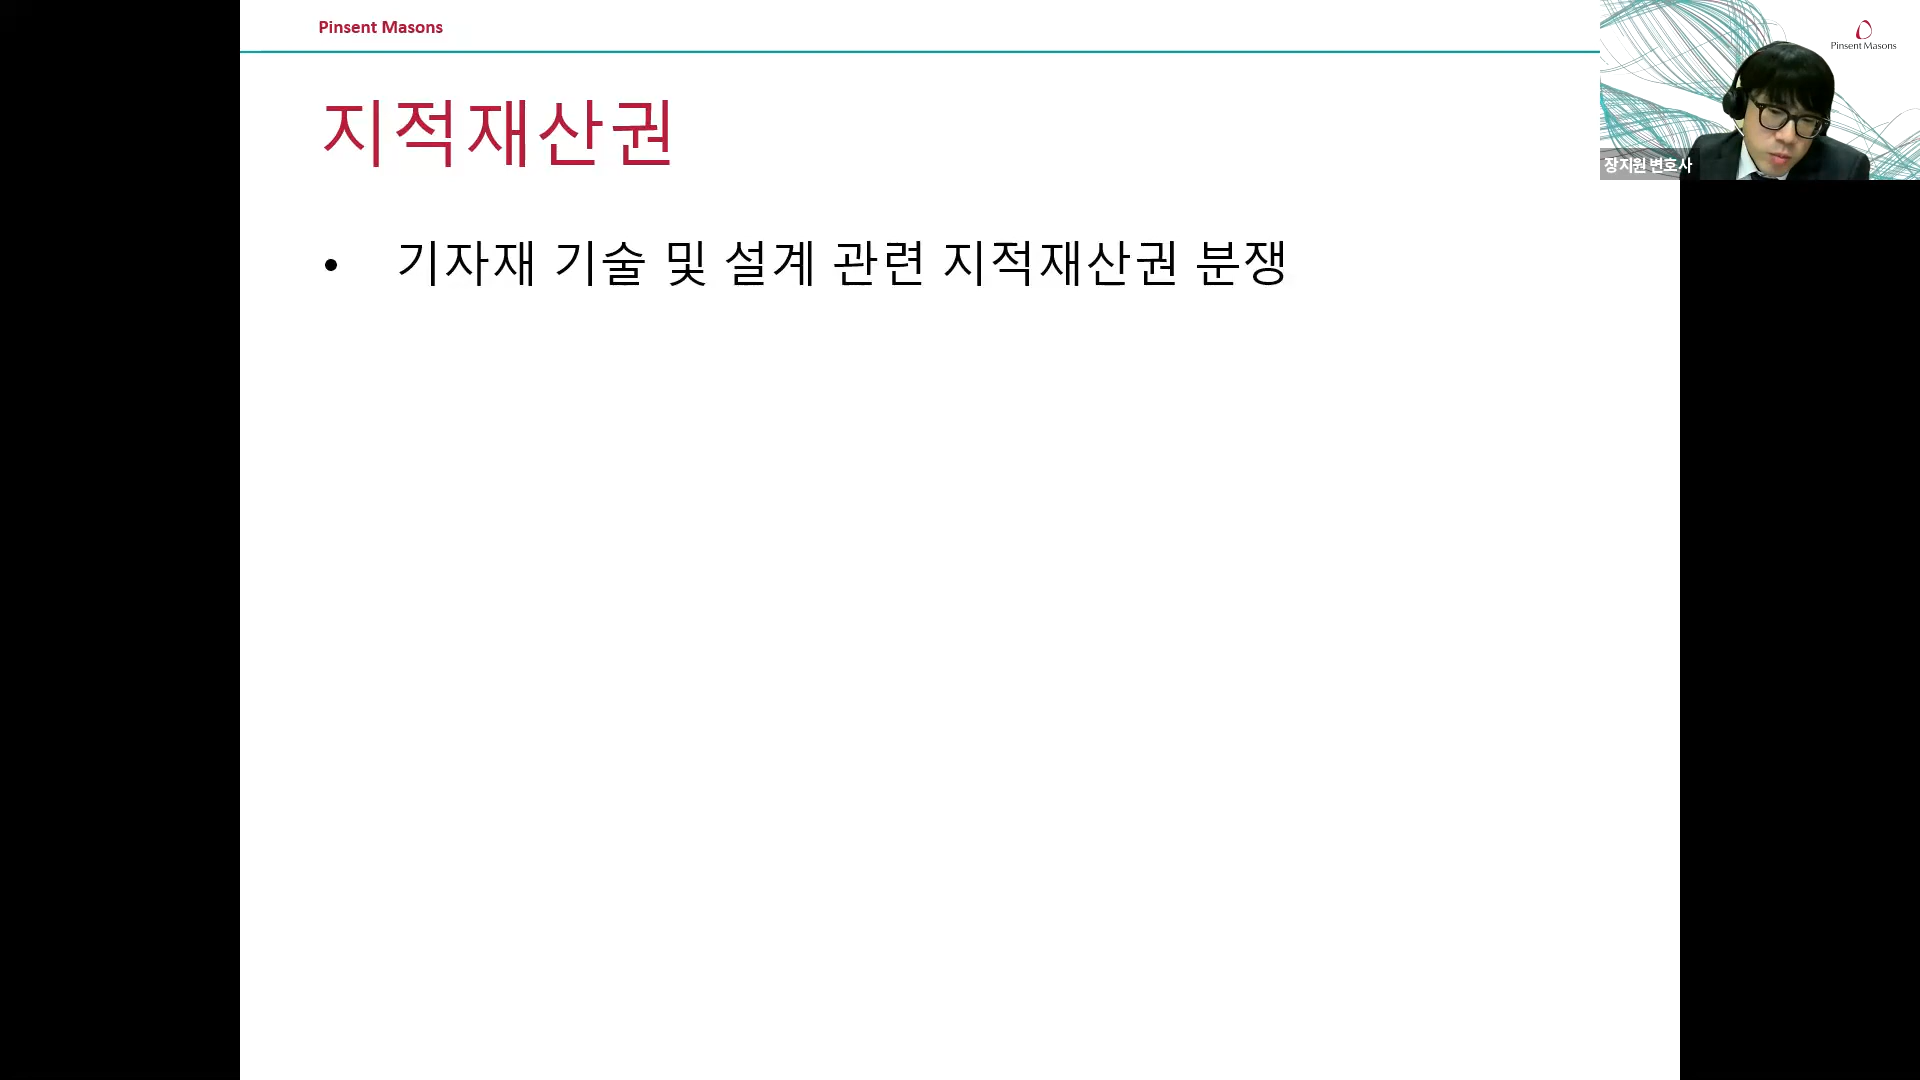 Pinsent Masons
지적재산권
• 기자재 기술 및 설계 관련 지적재산권 분쟁
Pinsent Masons
장지원 변호사